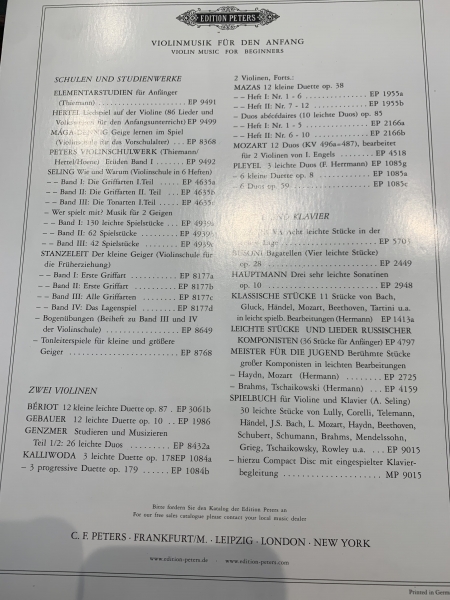 EDITION PETERS
VIOLINMUSIK FÜR DEN ANFANG
VIOLIN MUSIC FOR BEGINNERS
SCHULEN UND STUDIENWERKE
ELEMENTARSTUDIEN für Anfänger
(Thiemann) EP 9491
HERTEL Liedspiel auf der Violine (86 Lieder und
Volksweisen für den Anfangsunterricht) EP 9499
Geige lernen im Spiel
(Violinschule für das Vorschulalter) ... EP 8368
PETERS VIOLINSCHULWERK (Thiemann/
Hertel/Hoene) Etüden Band I EP 9492
SELING Wie und Warum (Violinschule in 6 Heften)
– – Band I: Die Griffarten I.Teil EP 4635a
– – Band II: Die Griffarten II. Teil EP 4635b
– – Band III: Die Tonarten I.Teil EP 4635c
– Wer spielt mit? Musik für 2 Geigen
– – Band I: 130 leichte Spielstücke ... EP 4939a
– – Band II: 62 Spielstücke EP 4939b
– – Band III: 42 Spielstücke EP 4939c
STANZELEIT Der kleine Geiger (Violinschule für
die Früherziehung)
– – Band I: Erste Griffart EP 8177a
– – Band II: Erste Griffart EP 8177b
– – Band III: Alle Griffarten EP 8177c
– – Band IV: Das Lagenspiel EP 8177d
– Bogenübungen (Beiheft zu Band III und IV
der Violinschule) EP 8649
– Tonleiterspiele für kleine und größere
Geiger EP 8768
ZWEI VIOLINEN
BÉRIOT 12 kleine leichte Duette op. 87 . EP 3061b
GEBAUER 12 leichte Duette op. 10 .. EP 1986
GENZMER Studieren und Musizieren
Teil 1/2: 26 leichte Duos EP 8432a
KALLIWODA 3 leichte Duette op. 178EP 1084a
– 3 progressive Duette op. 179 EP 1084b
2 Violinen, Forts.:
MAZAS 12 kleine Duette op. 38
– – Heft I: Nr. 1 - 6 EP 1955a
– – Heft II: Nr. 7 - 12 EP 1955b
– Duos abécédaires (10 leichte Duos) op. 85
– – Heft I: Nr. 1 - 5 EP 2166a
– – Heft II: Nr. 6 - 10 EP 2166b
MOZART 12 Duos (KV 496a–487), bearbeitet
für 2 Violinen von I. Engels EP 4518
PLEYEL 3 leichte Duos (F. Herrmann) EP 1085g
– 6 kleine Duette op. 8 EP 1085a
– 6 Duos op. 59 EP 1085c
UND KLAVIER
Acht leichte Stücke in der
Lage EP 5703
BUSONI Bagatellen (Vier leichte Stücke)
op. 28 EP 2449
HAUPTMANN Drei sehr leichte Sonatinen
op. 10 EP 2948
KLASSISCHE STÜCKE 11 Stücke von Bach,
Gluck, Händel, Mozart, Beethoven, Tartini u.a.
in leicht spielb. Bearbeitungen (Hermann) EP 1413a
LEICHTE STÜCKE UND LIEDER RUSSISCHER
KOMPONISTEN (36 Stücke für Anfänger) EP 4797
MEISTER FÜR DIE JUGEND Berühmte Stücke
großer Komponisten in leichten Bearbeitungen
– Haydn, Mozart (Hermann) EP 2725
– Brahms, Tschaikowski (Hermann) ... EP 4159
SPIELBUCH für Violine und Klavier (A. Seling)
30 leichte Stücke von Lully, Corelli, Telemann,
Händel, J.S. Bach, L. Mozart, Haydn, Beethoven,
Schubert, Schumann, Brahms, Mendelssohn,
Grieg, Tschaikowsky, Rowley u.a. ... EP 9015
– hierzu Compact Disc mit eingespielter Klavier-
begleitung MP 9015
Bitte fordern Sie den Katalog der Edition Peters an
For our free sales catalogue please contact your local music dealer
C. F. PETERS · FRANKFURT/M. · LEIPZIG · LONDON · NEW YORK
www.edition-peters.de · www.edition-peters.com
Printed in Germ